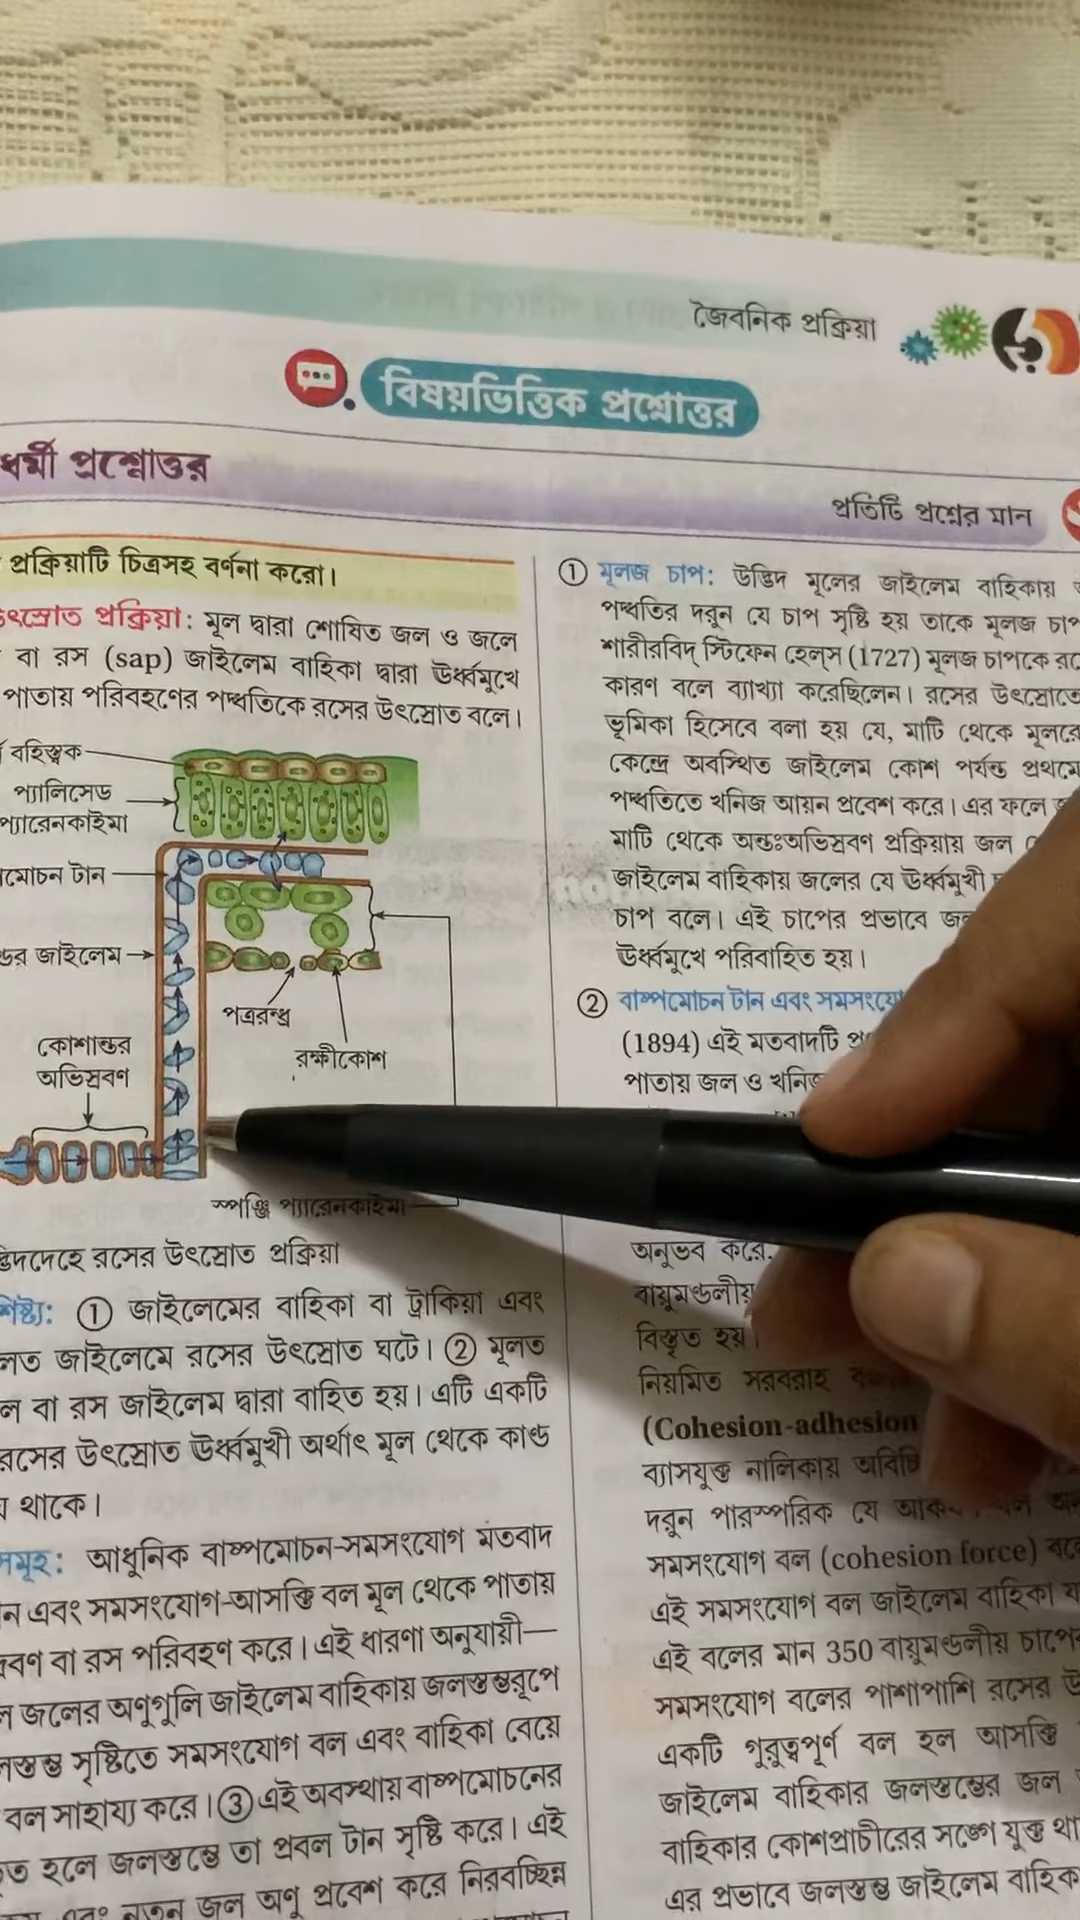 জৈবনিক প্রক্রিয়া
বিষয়ভিত্তিক প্রশ্নোত্তর
ধর্মী প্রশ্নোত্তর
প্রতিটি প্রশ্নের মান
প্রক্রিয়াটি চিত্রসহ বর্ণনা করো।
উৎস্রোত প্রক্রিয়া: মূল দ্বারা শোষিত জল ও জলে
বা রস (sap) জাইলেম বাহিকা দ্বারা ঊর্ধ্বমুখে
পাতায় পরিবহণের পদ্ধতিকে রসের উৎস্রোত বলে।
বহিস্ত্বক
প্যালিসেড
প্যারেনকাইমা
মোচন টান
জাইলেম
পত্ররন্ধ্র
রক্ষীকোশ
কোশান্তর
অভিস্রবণ
স্পঞ্জি প্যারেনকাইমা
দেহে রসের উৎস্রোত প্রক্রিয়া
① জাইলেমের বাহিকা বা ট্রাকিয়া এবং
জাইলেমে রসের উৎস্রোত ঘটে। ② মূলত
বা রস জাইলেম দ্বারা বাহিত হয়। এটি একটি
রসের উৎস্রোত ঊর্ধ্বমুখী অর্থাৎ মূল থেকে কাণ্ড
থাকে।
সমূহ: আধুনিক বাষ্পমোচন-সমসংযোগ মতবাদ
এবং সমসংযোগ-আসক্তি বল মূল থেকে পাতায়
বা রস পরিবহণ করে। এই ধারণা অনুযায়ী—
জলের অণুগুলি জাইলেম বাহিকায় জলস্তম্ভরূপে
সৃষ্টিতে সমসংযোগ বল এবং বাহিকা বেয়ে
বল সাহায্য করে। ③ এই অবস্থায় বাষ্পমোচনের
হলে জলস্তম্ভে তা প্রবল টান সৃষ্টি করে। এই
এবং নতুন জল অণু প্রবেশ করে নিরবচ্ছিন্ন
① মূলজ চাপ: উদ্ভিদ মূলের জাইলেম বাহিকায়
পদ্ধতির দরুন যে চাপ সৃষ্টি হয় তাকে মূলজ চাপ
শারীরবিদ্ স্টিফেন হেল্‌স (1727) মূলজ চাপকে
কারণ বলে ব্যাখ্যা করেছিলেন। রসের উৎস্রোতে
ভূমিকা হিসেবে বলা হয় যে, মাটি থেকে
কেন্দ্রে অবস্থিত জাইলেম কোশ পর্যন্ত প্রথমে
পদ্ধতিতে খনিজ আয়ন প্রবেশ করে। এর ফলে
মাটি থেকে অন্তঃঅভিস্রবণ প্রক্রিয়ায় জল
জাইলেম বাহিকায় জলের যে ঊর্ধ্বমুখী
চাপ বলে। এই চাপের প্রভাবে
ঊর্ধ্বমুখে পরিবাহিত হয়।
② বাষ্পমোচন টান এবং
(1894) এই মতবাদটি
পাতায় জল ও
অনুভব করে।
বায়ুমণ্ডলীয়
বিস্তৃত হয়।
নিয়মিত সরবরাহ
(Cohesion-adhesion
ব্যাসযুক্ত নালিকায়
দরুন পারস্পরিক যে
সমসংযোগ বল (cohesion force)
এই সমসংযোগ বল জাইলেম বাহিকা
এই বলের মান 350 বায়ুমণ্ডলীয় চাপের
সমসংযোগ বলের পাশাপাশি রসের
একটি গুরুত্বপূর্ণ বল হল আসক্তি
জাইলেম বাহিকার জলস্তম্ভের জল
বাহিকার কোশপ্রাচীরের সঙ্গে যুক্ত
এর প্রভাবে জলস্তম্ভ জাইলেম